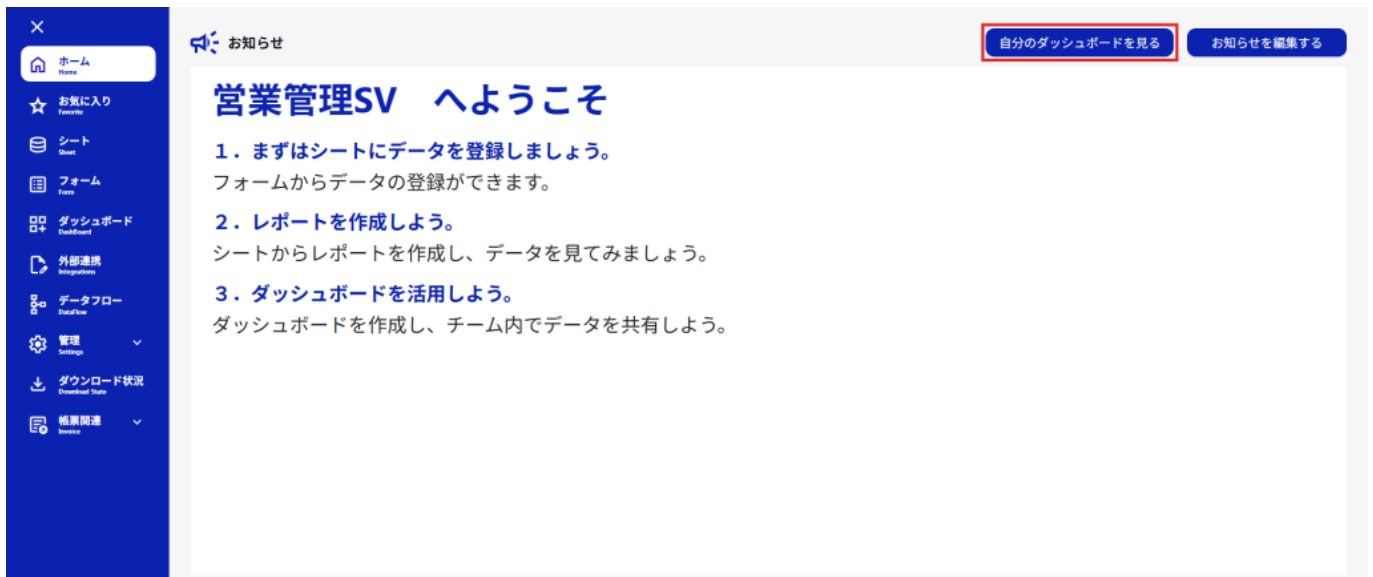 お知らせ
自分のダッシュボードを見る
お知らせを編集する
ホーム
Home
お気に入り
Favorite
シート
Sheet
フォーム
Form
ダッシュボード
DashBoard
外部連携
Integrations
データフロー
DataFlow
管理
Settings
ダウンロード状況
Download State
帳票関連
Invoice
営業管理SV　へようこそ
１．まずはシートにデータを登録しましょう。
フォームからデータの登録ができます。
２．レポートを作成しよう。
シートからレポートを作成し、データを見てみましょう。
３．ダッシュボードを活用しよう。
ダッシュボードを作成し、チーム内でデータを共有しよう。